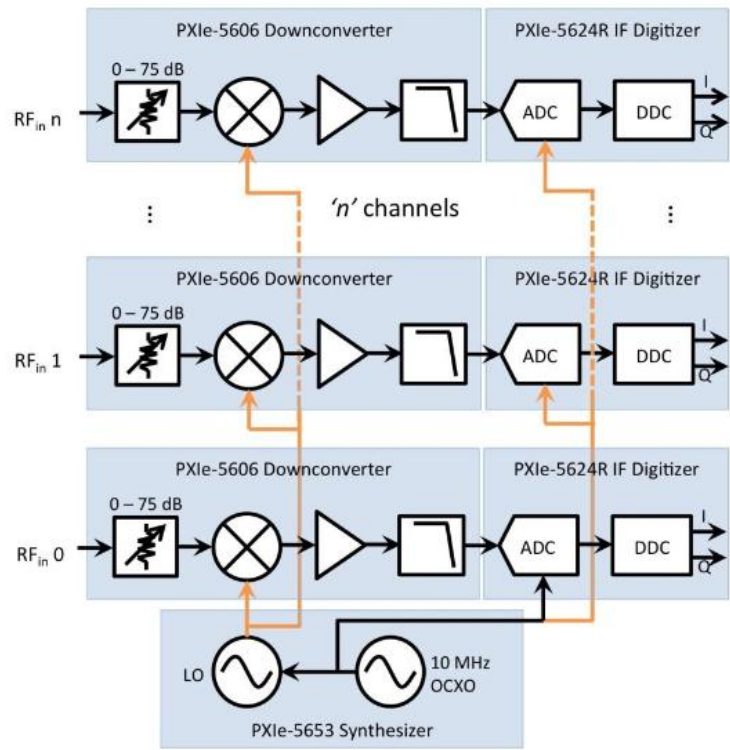 PXIe-5606 Downconverter
PXIe-5624R IF Digitizer
0 – 75 dB
RFin n
ADC
DDC
I
Q
⋮
'n' channels
⋮
PXIe-5606 Downconverter
PXIe-5624R IF Digitizer
0 – 75 dB
RFin 1
ADC
DDC
I
Q
PXIe-5606 Downconverter
PXIe-5624R IF Digitizer
0 – 75 dB
RFin 0
ADC
DDC
I
Q
LO
10 MHz
OCXO
PXIe-5653 Synthesizer